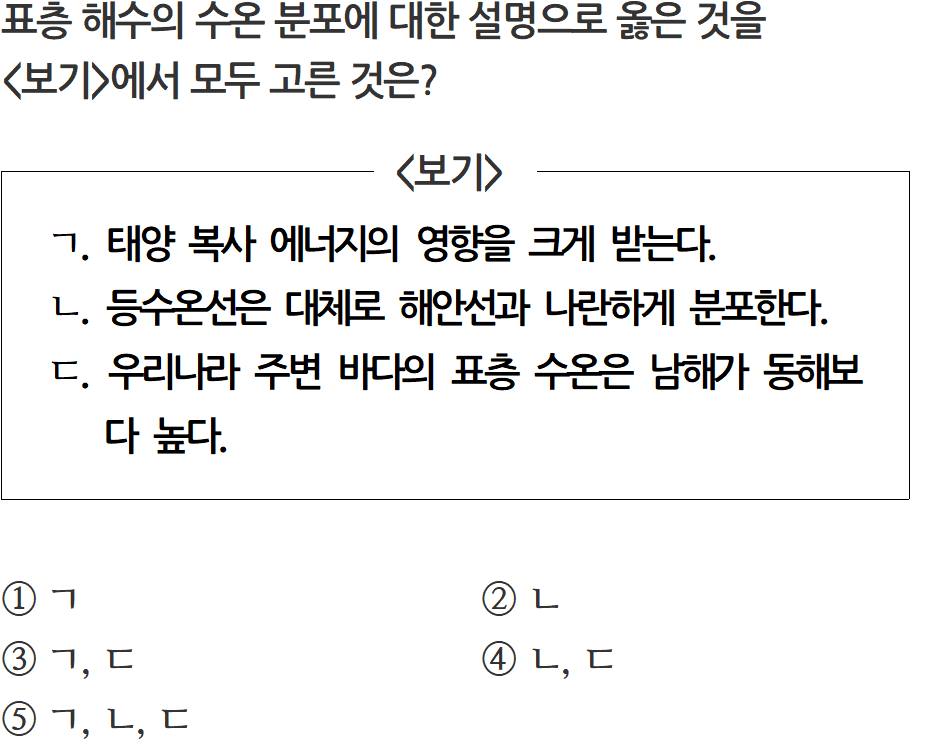 표층 해수의 수온 분포에 대한 설명으로 옳은 것을
<보기>에서 모두 고른 것은?
<보기>
ㄱ. 태양 복사 에너지의 영향을 크게 받는다.
ㄴ. 등수온선은 대체로 해안선과 나란하게 분포한다.
ㄷ. 우리나라 주변 바다의 표층 수온은 남해가 동해보
다 높다.
① ㄱ ② ㄴ
③ ㄱ, ㄷ ④ ㄴ, ㄷ
⑤ ㄱ, ㄴ, ㄷ